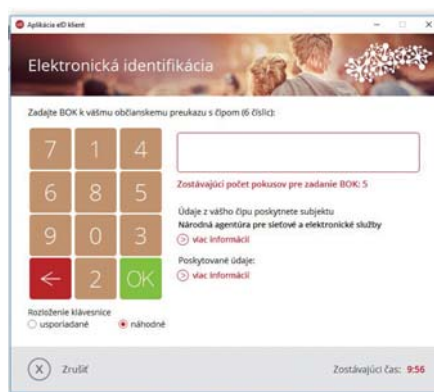 Aplikácia eID klient
Elektronická identifikácia
Zadajte BOK k vášmu občianskemu preukazu s čipom (6 číslic):
7 1 4
6 8 5
9 0 3
← 2 OK
Rozloženie klávesnice
usporiadané náhodné
Zostávajúci počet pokusov pre zadanie BOK: 5
Údaje z vášho čipu poskytnete subjektu
Národná agentúra pre sieťové a elektronické služby
viac informácií
Poskytované údaje:
viac informácií
X Zrušiť
Zostávajúci čas: 9:56